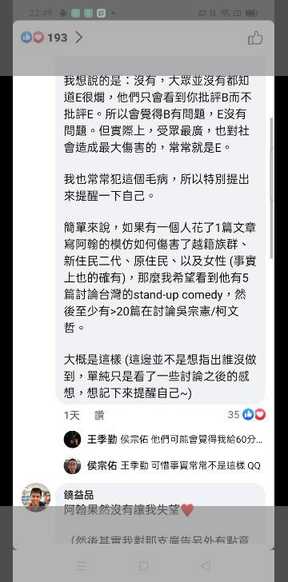 22:49
193
我想說的是：沒有，大眾並沒有都知
道E很爛，他們只會看到你批評B而不
批評E。所以會覺得B有問題，E沒有
問題。但實際上，受眾最廣，也對社
會造成最大傷害的，常常就是E。
我也常常犯這個毛病，所以特別提出
來提醒一下自己。
簡單來說，如果有一個人花了1篇文章
寫阿翰的模仿如何傷害了越籍族群、
新住民二代、原住民、以及女性 (事實
上也的確有)，那麼我希望看到他有5
篇討論台灣的stand-up comedy，然
後至少有>20篇在討論吳宗憲/柯文
哲。
大概是這樣 (這邊並不是想指出誰沒做
到，單純只是看了一些討論之後的感
想，想記下來提醒自己~)
1天 讚 35
王季勤 侯宗佑 他們可能會覺得我給60分...
侯宗佑 王季勤 可惜事實常常不是這樣 QQ
鐃益品
阿翰果然沒有讓我失望❤️
(然後其實我對那支廣告另外有點意